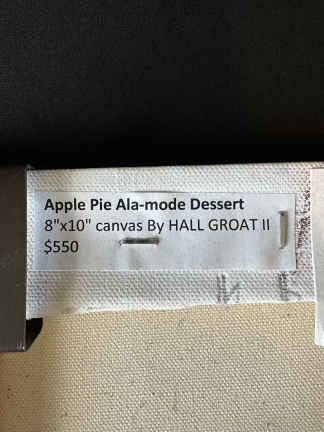 Apple Pie Ala-mode Dessert
8"x10" canvas By HALL GROAT II
$550